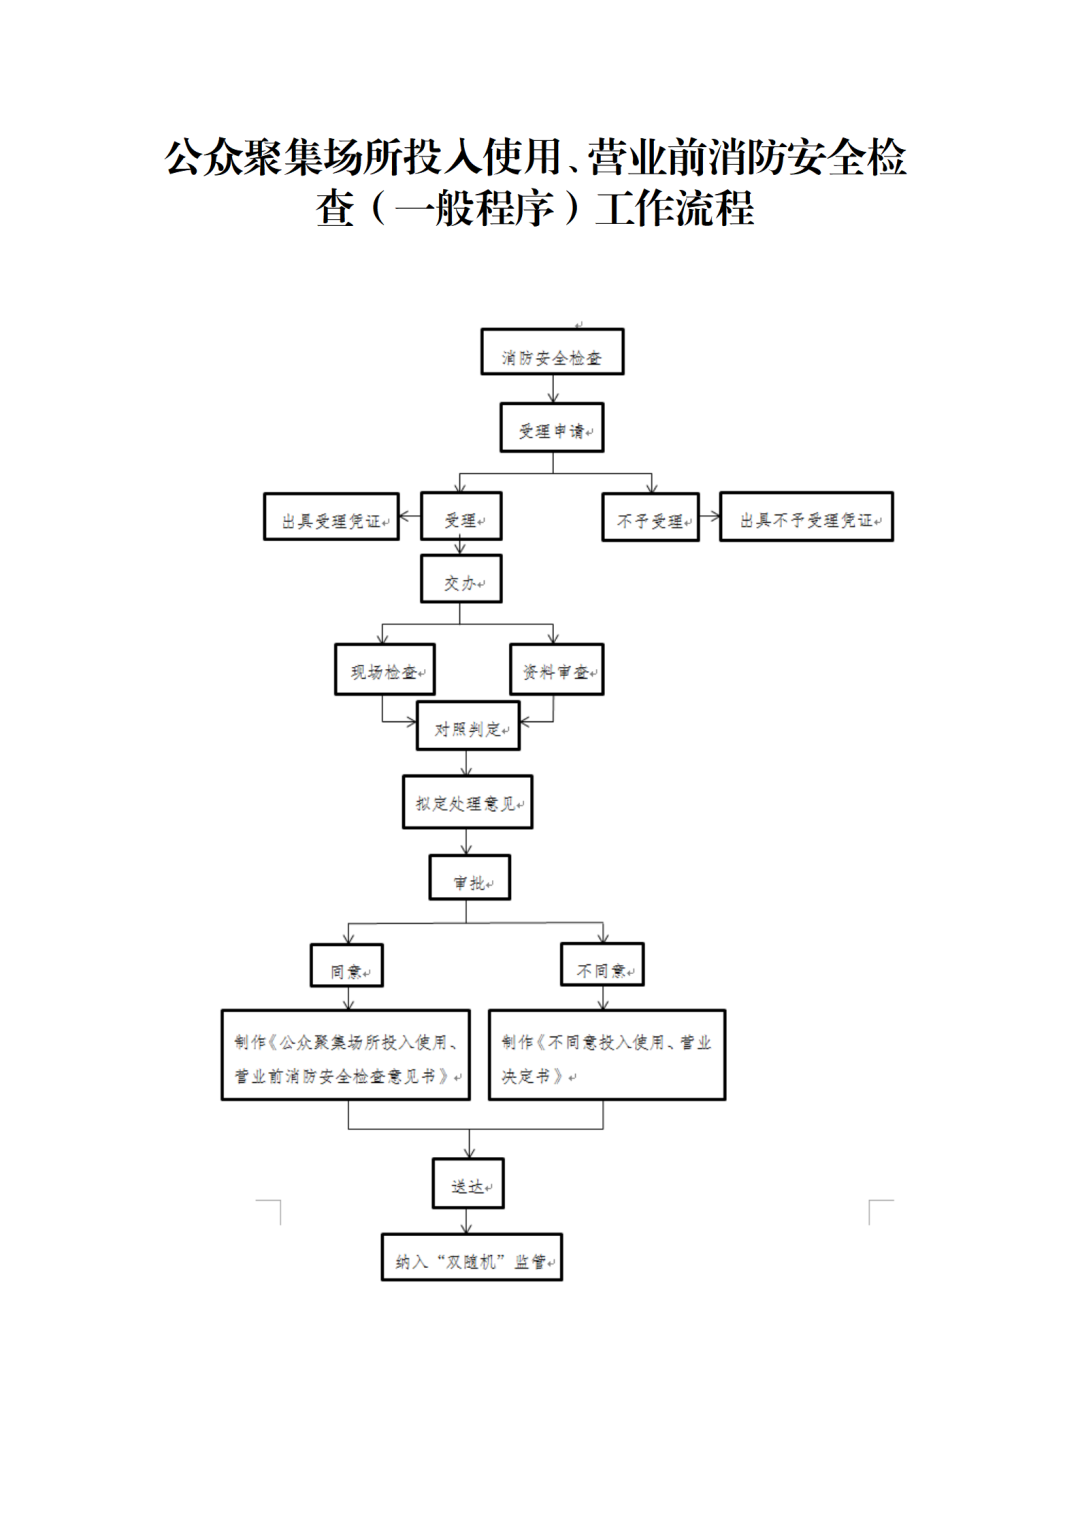 公众聚集场所投入使用、营业前消防安全检
查（一般程序）工作流程
消防安全检查
受理申请
出具受理凭证
受理
不予受理
出具不予受理凭证
交办
现场检查
资料审查
对照判定
拟定处理意见
审批
同意
不同意
制作《公众聚集场所投入使用、
营业前消防安全检查意见书》
制作《不同意投入使用、营业
决定书》
送达
纳入“双随机”监管